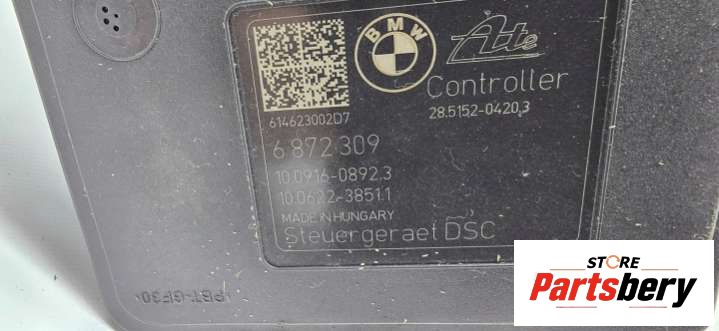 BMW
Ate
Controller
28.5152-0420.3
614623002D7
6 872 309
10.0916-0892.3
10.0622-3851.1
MADE IN HUNGARY
Steuergeraet DSC
>PBT-GF30<
STORE
Partsbery